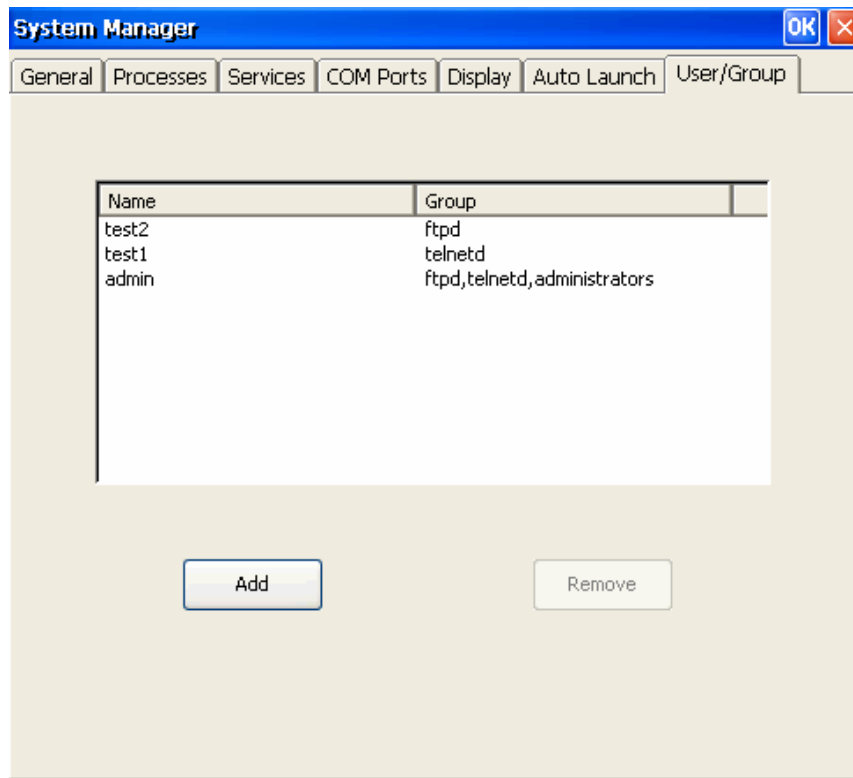 System Manager OK
General Processes Services COM Ports Display Auto Launch User/Group
Name Group
test2 ftpd
test1 telnetd
admin ftpd,telnetd,administrators
Add Remove